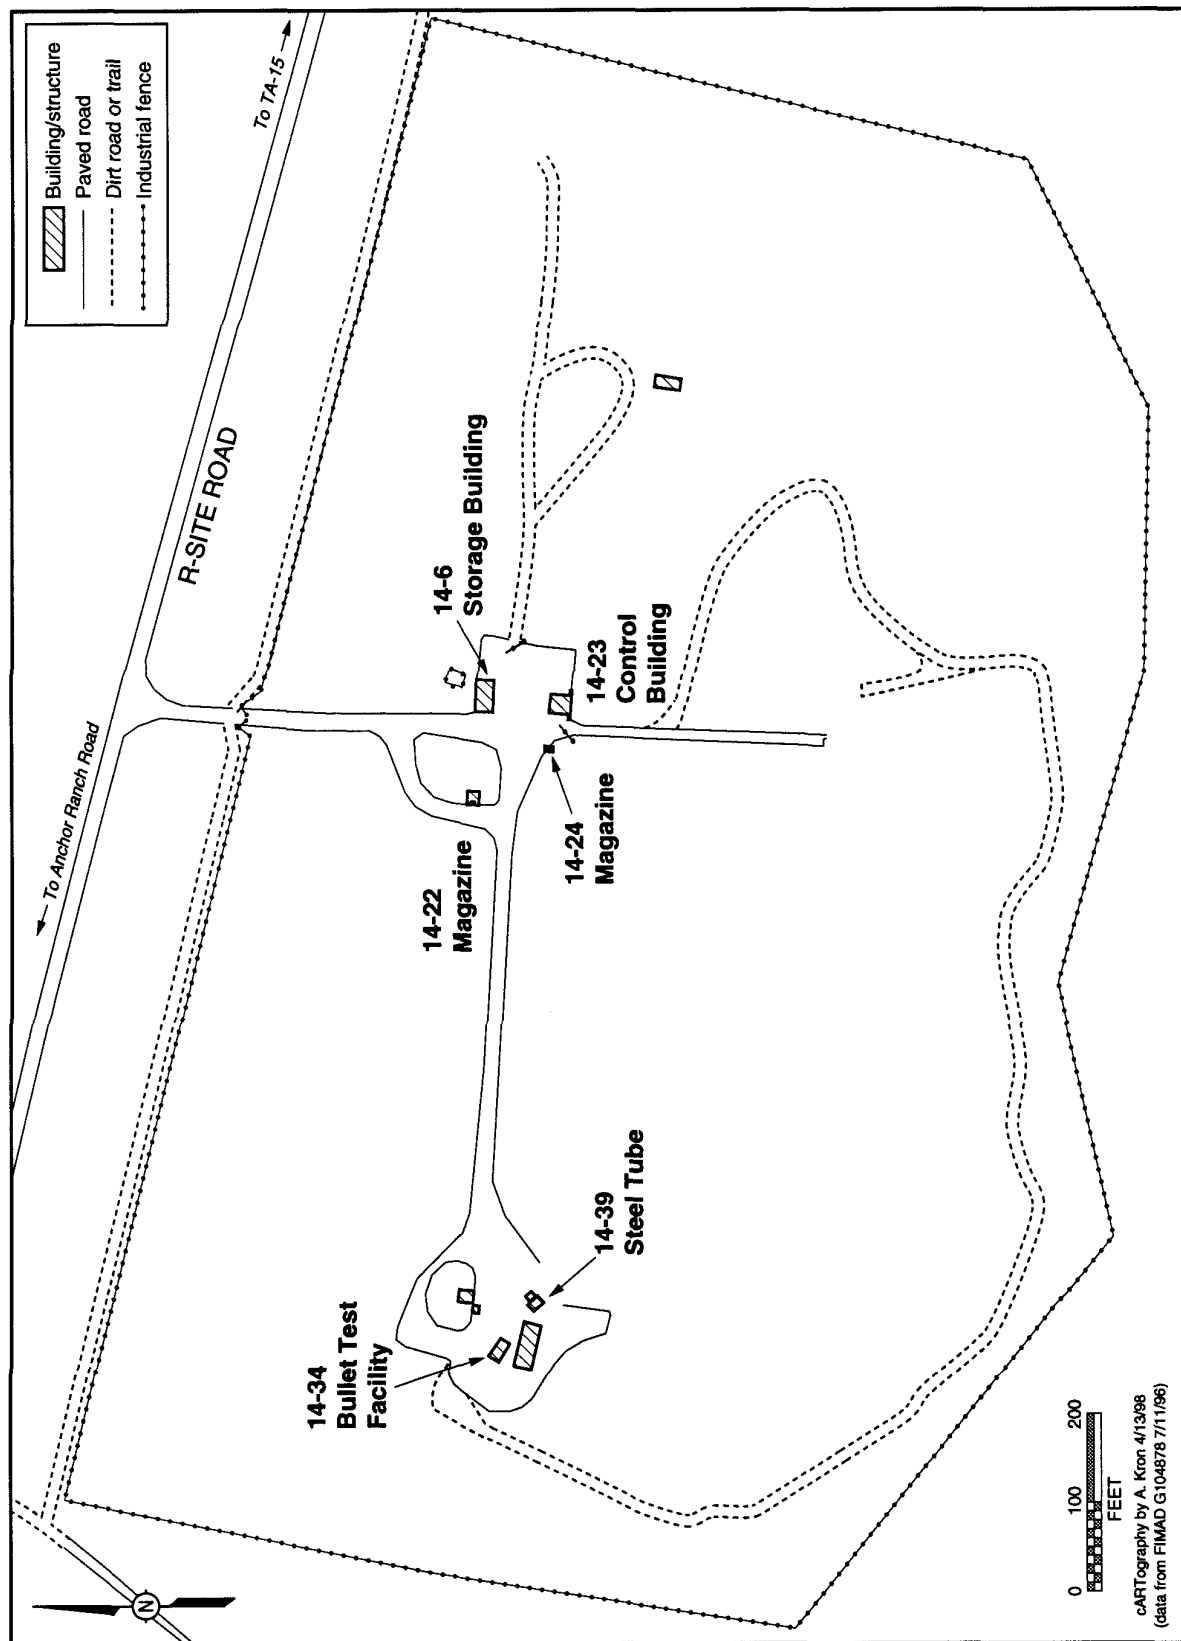 Building/structure
Paved road
Dirt road or trail
Industrial fence
To TA-15
To Anchor Ranch Road
R-SITE ROAD
14-6
Storage Building
14-23
Control
Building
14-22
Magazine
14-24
Magazine
14-34
Bullet Test
Facility
14-39
Steel Tube
N
0 100 200
FEET
cARTography by A. Kron 4/13/98
(data from FIMAD G104878 7/11/96)